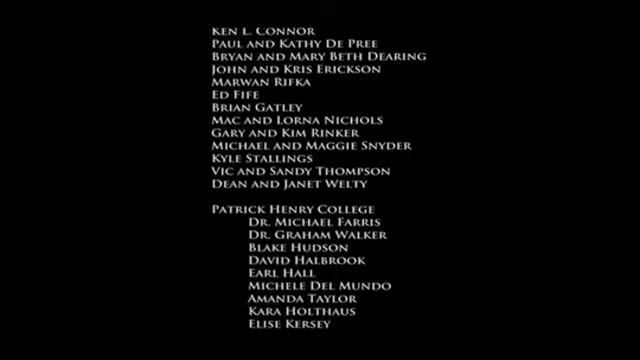 KEN L. CONNOR
PAUL AND KATHY DE PREE
BRYAN AND MARY BETH DEARING
JOHN AND KRIS ERICKSON
MARWAN RIFKA
ED FIFE
BRIAN GATLEY
MAC AND LORNA NICHOLS
GARY AND KIM RINKER
MICHAEL AND MAGGIE SNYDER
KYLE STALLINGS
VIC AND SANDY THOMPSON
DEAN AND JANET WELTY
PATRICK HENRY COLLEGE
DR. MICHAEL FARRIS
DR. GRAHAM WALKER
BLAKE HUDSON
DAVID HALBROOK
EARL HALL
MICHELE DEL MUNDO
AMANDA TAYLOR
KARA HOLTHAUS
ELISE KERSEY